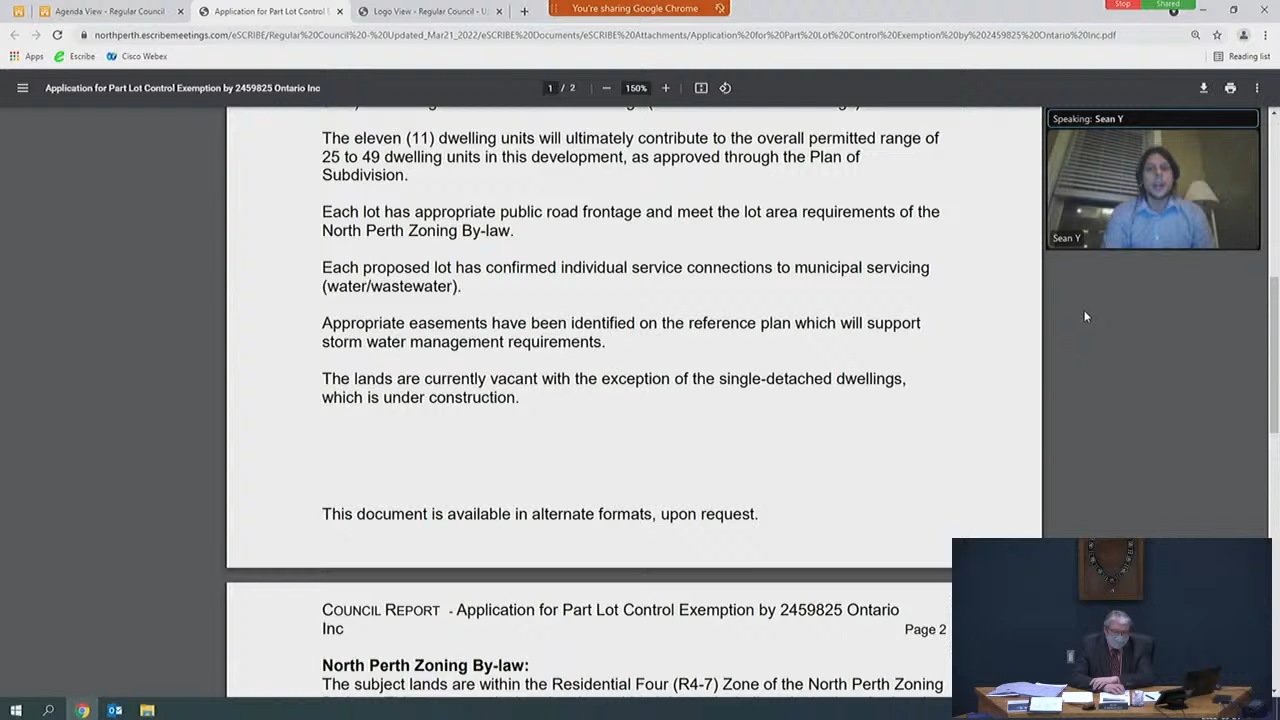 Agenda View - Regular Council
Application for Part Lot Control E
Logo View - Regular Council - U
You're sharing Google Chrome
Stop
Shared
northperth.escribemeetings.com/eSCRIBE/Regular%20Council%20-%20Updated_Mar21_2022/eSCRIBE%20Documents/eSCRIBE%20Attachments/Application%20for%20Part%20Lot%20Control%20Exemption%20by%202459825%20Ontario%20Inc.pdf
Apps
Escribe
Cisco Webex
Reading list
Application for Part Lot Control Exemption by 2459825 Ontario Inc
1 / 2
150%
The eleven (11) dwelling units will ultimately contribute to the overall permitted range of
25 to 49 dwelling units in this development, as approved through the Plan of
Subdivision.
Each lot has appropriate public road frontage and meet the lot area requirements of the
North Perth Zoning By-law.
Each proposed lot has confirmed individual service connections to municipal servicing
(water/wastewater).
Appropriate easements have been identified on the reference plan which will support
storm water management requirements.
The lands are currently vacant with the exception of the single-detached dwellings,
which is under construction.
This document is available in alternate formats, upon request.
COUNCIL REPORT - Application for Part Lot Control Exemption by 2459825 Ontario
Inc
Page 2
North Perth Zoning By-law:
The subject lands are within the Residential Four (R4-7) Zone of the North Perth Zoning
Speaking: Sean Y
Sean Y